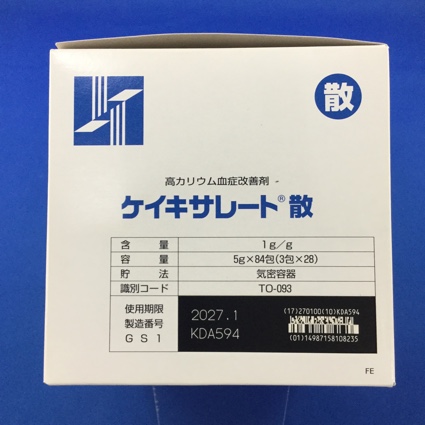 散
高カリウム血症改善剤
ケイキサレート®散
含量 1g/g
容量 5g×84包(3包×28)
貯法 気密容器
識別コード TO-093
使用期限 2027.1
製造番号 KDA594
GS1
(17)270100(10)KDA594
(01)14987158108235
FE